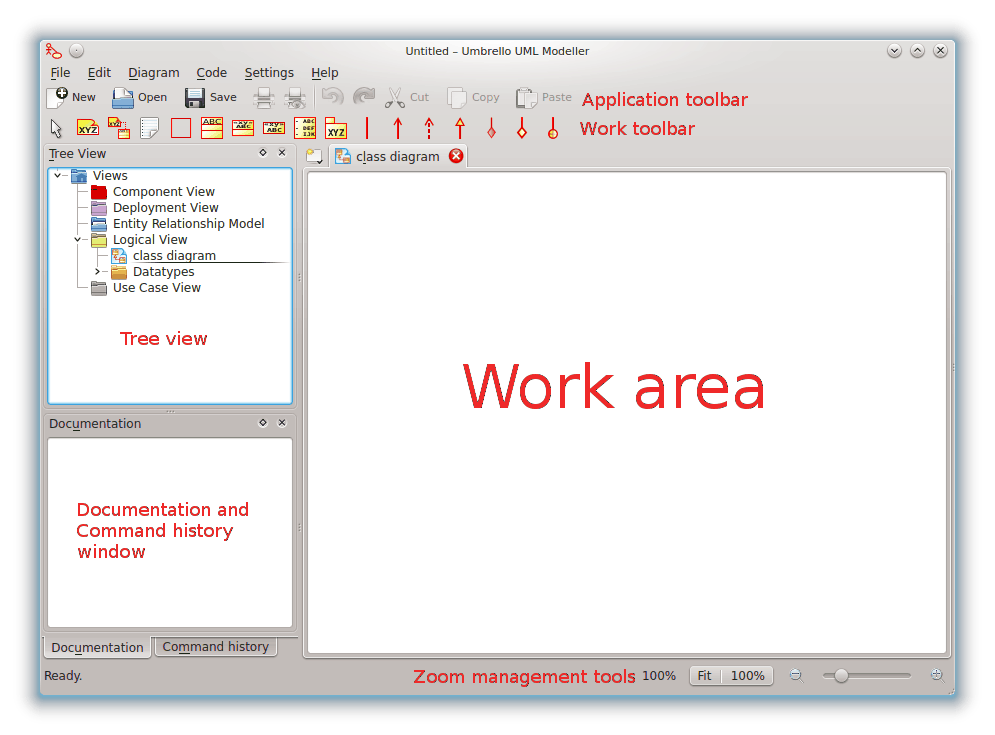 Untitled – Umbrello UML Modeller
File Edit Diagram Code Settings Help
New Open Save Cut Copy Paste Application toolbar
XYZ XYZ ABC -xy- ABC -xy- ABC - ABC - DEF - IJK XYZ Work toolbar
Tree View
class diagram
Views
Component View
Deployment View
Entity Relationship Model
Logical View
class diagram
Datatypes
Use Case View
Tree view
Work area
Documentation
Documentation and
Command history
window
Documentation Command history
Ready. Zoom management tools 100% Fit 100%